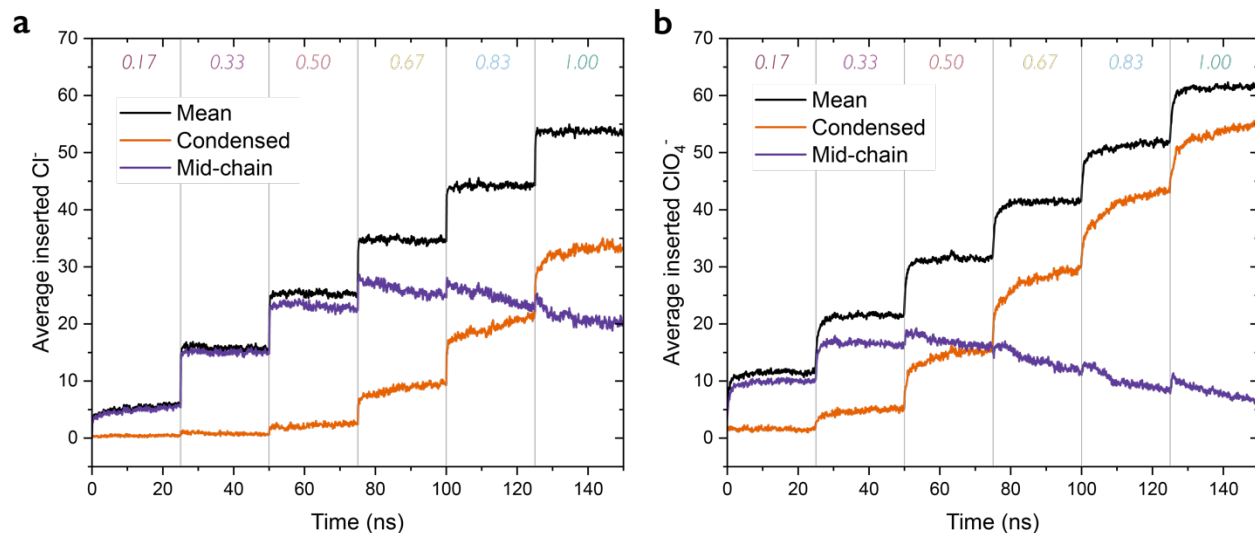 a
70
60
50
40
30
20
10
0
Average inserted Cl⁻
0.17 0.33 0.50 0.67 0.83 1.00
Mean
Condensed
Mid-chain
0 20 40 60 80 100 120 140
Time (ns)
b
70
60
50
40
30
20
10
0
Average inserted ClO₄⁻
0.17 0.33 0.50 0.67 0.83 1.00
Mean
Condensed
Mid-chain
0 20 40 60 80 100 120 140
Time (ns)